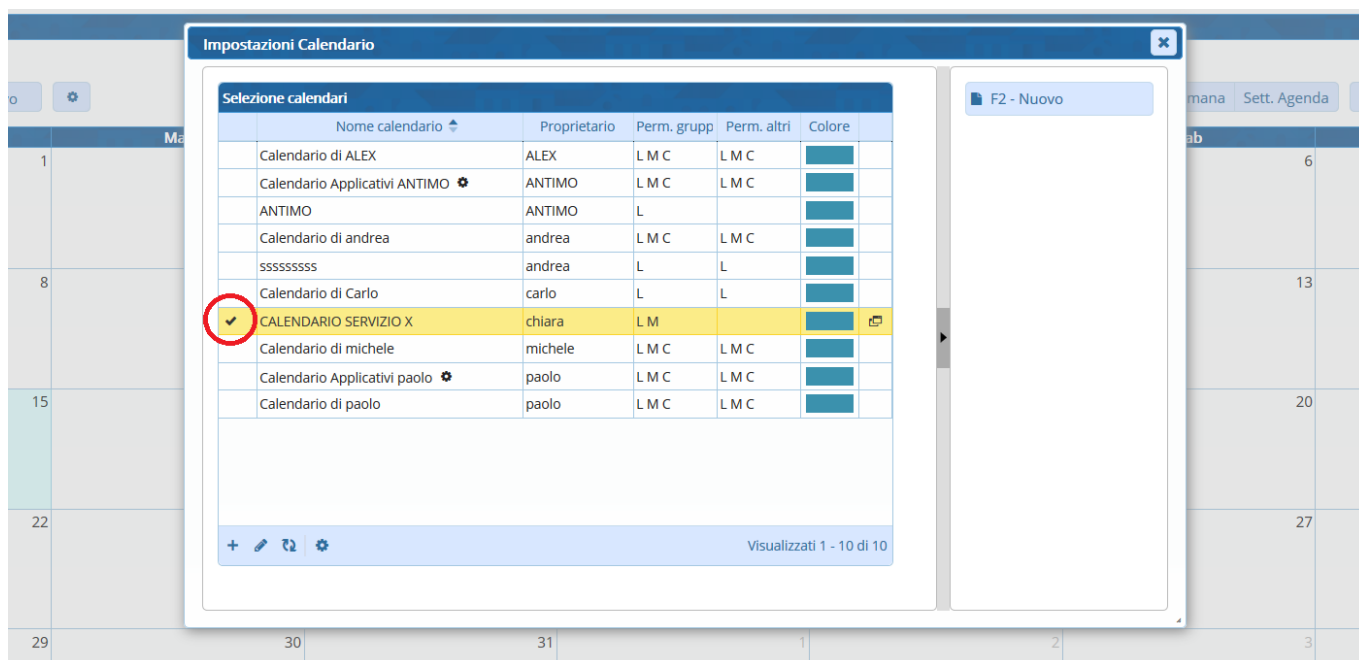 Impostazioni Calendario
mana Sett. Agenda
Selezione calendari
F2 - Nuovo
Nome calendario Proprietario Perm. grupp Perm. altri Colore
Calendario di ALEX ALEX L M C L M C
Calendario Applicativi ANTIMO ANTIMO L M C L M C
ANTIMO ANTIMO L
Calendario di andrea andrea L M C L M C
sssssssss andrea L L
Calendario di Carlo carlo L L
CALENDARIO SERVIZIO X chiara L M
Calendario di michele michele L M C L M C
Calendario Applicativi paolo paolo L M C L M C
Calendario di paolo paolo L M C L M C
Visualizzati 1 - 10 di 10
vo
Ma
ab
1 6
8 13
15 20
22 27
29 30 31 1 2 3